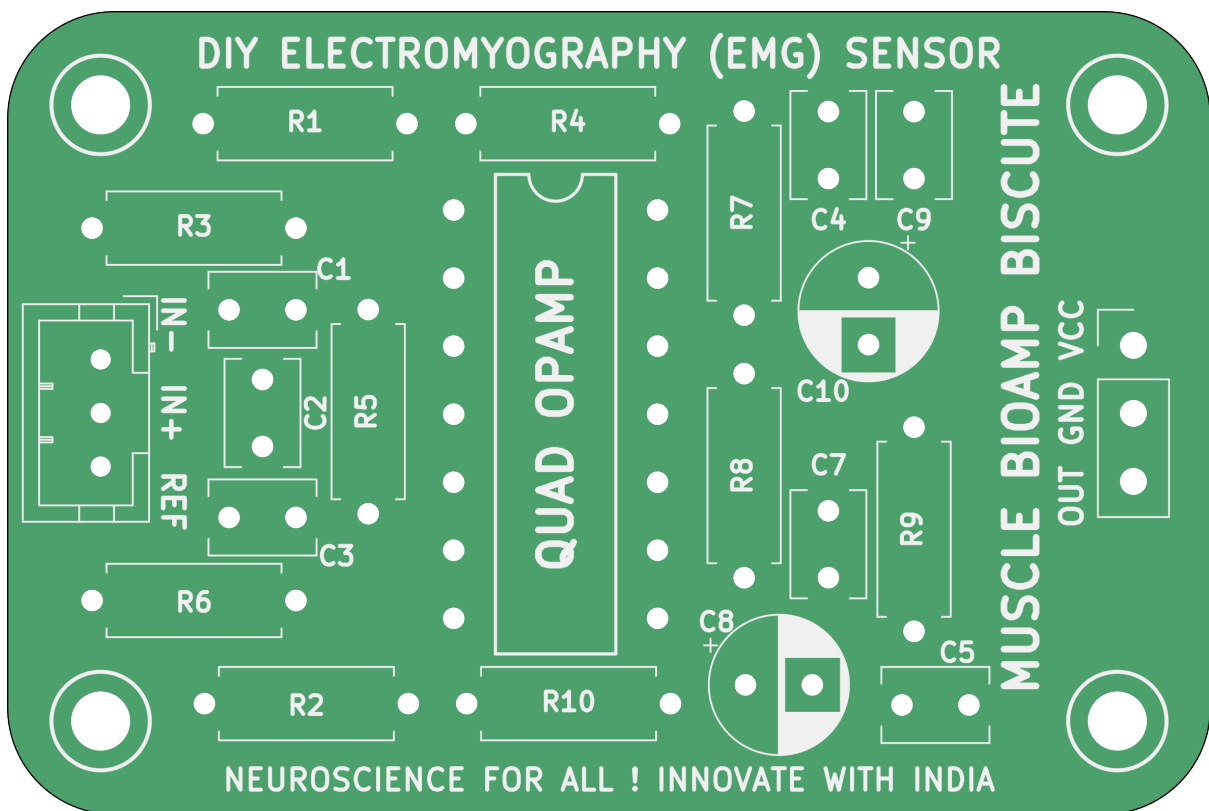 DIY ELECTROMYOGRAPHY (EMG) SENSOR
R1
R4
R7
C4
C9
+
R3
C1
IN-
IN+
REF
C2
R5
C3
QUAD OPAMP
C10
R8
C7
R9
MUSCLE BIOAMP BISCUTE
OUT GND VCC
R6
C8
+
C5
R2
R10
NEUROSCIENCE FOR ALL ! INNOVATE WITH INDIA